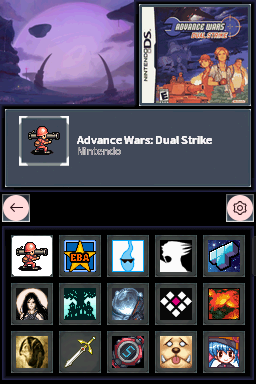 NINTENDO DS
ADVANCE WARS
DUAL STRIKE
E
Advance Wars: Dual Strike
Nintendo
EBA